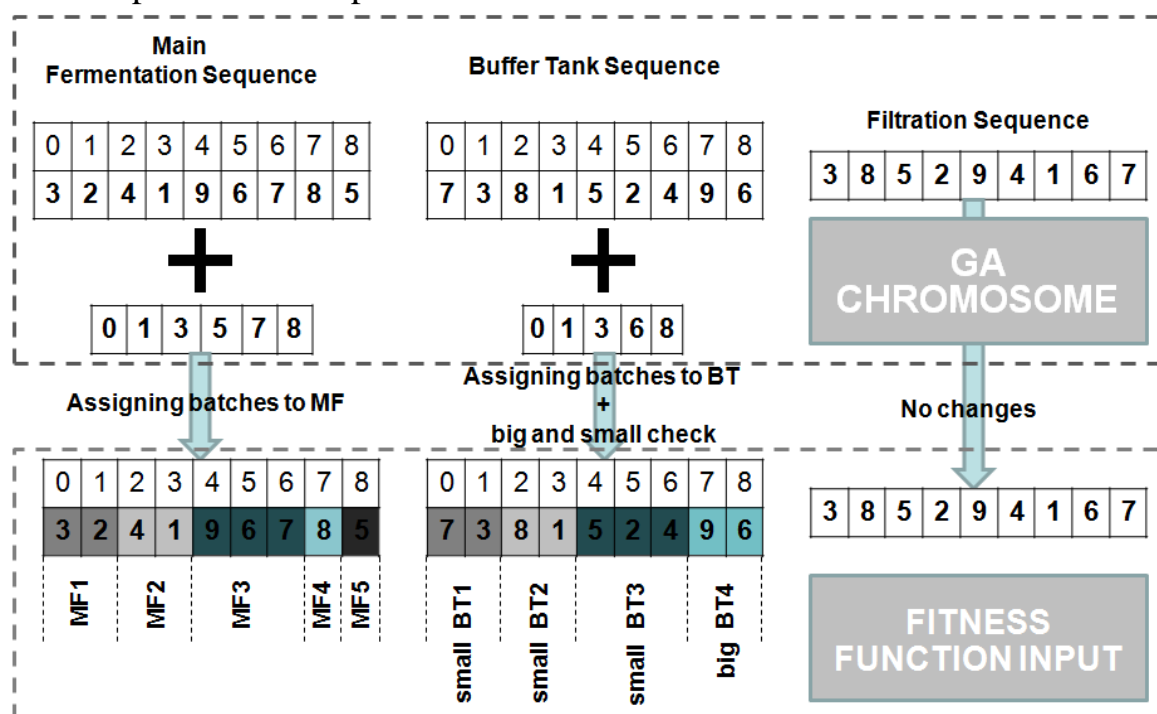 Main
Fermentation Sequence
Buffer Tank Sequence
Filtration Sequence
0 1 2 3 4 5 6 7 8
3 2 4 1 9 6 7 8 5
0 1 2 3 4 5 6 7 8
7 3 8 1 5 2 4 9 6
3 8 5 2 9 4 1 6 7
+
+
GA
CHROMOSOME
0 1 3 5 7 8
0 1 3 6 8
Assigning batches to MF
Assigning batches to BT
+
big and small check
No changes
0 1 2 3 4 5 6 7 8
3 2 4 1 9 6 7 8 5
MF1 MF2 MF3 MF4 MF5
0 1 2 3 4 5 6 7 8
7 3 8 1 5 2 4 9 6
small BT1
small BT2
small BT3
big BT4
3 8 5 2 9 4 1 6 7
FITNESS
FUNCTION INPUT